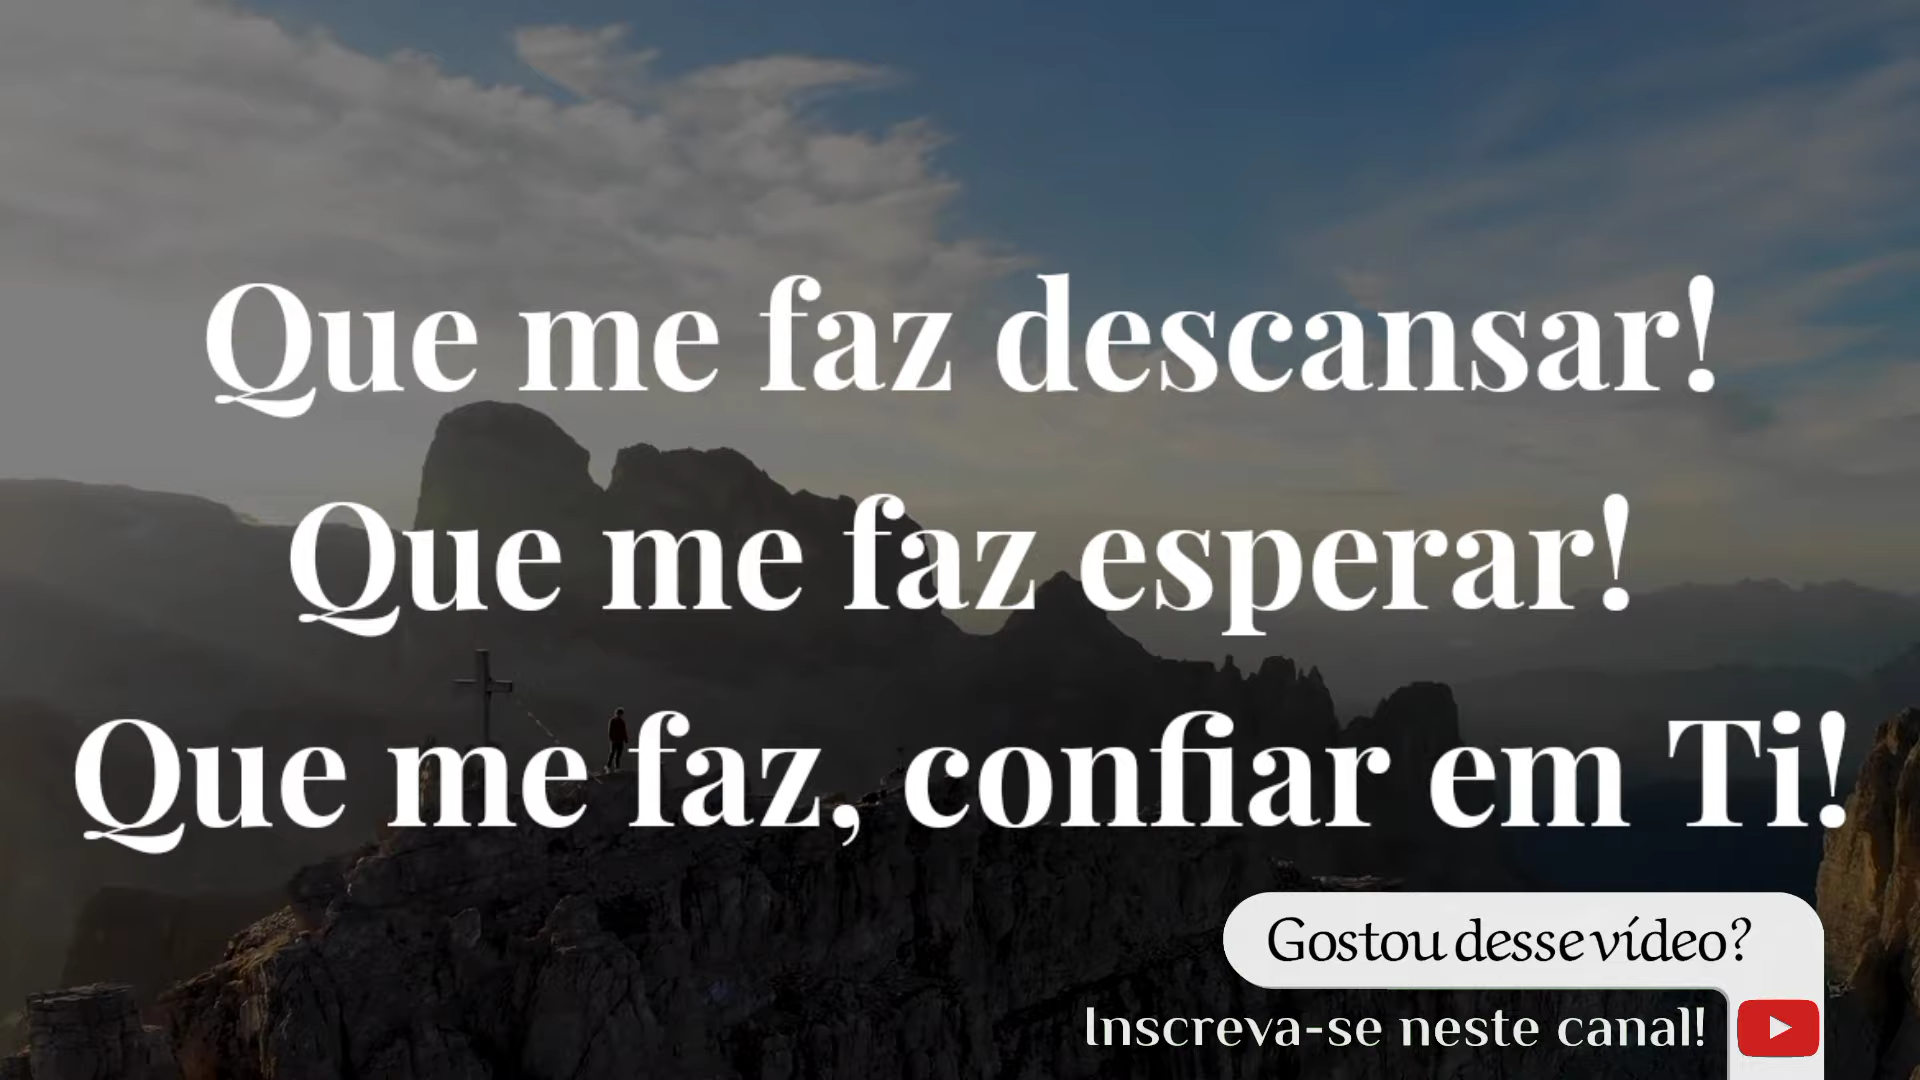 Que me faz descansar!
Que me faz esperar!
Que me faz, confiar em Ti!
Gostou desse vídeo?
Inscreva-se neste canal!